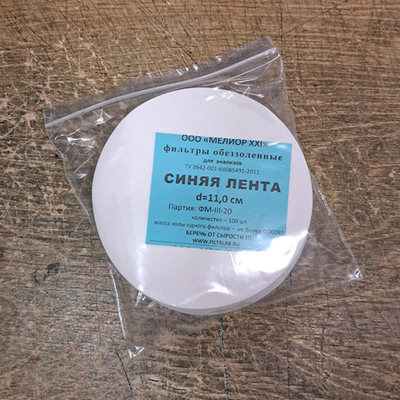 ООО «МЕЛИОР XXI»
фильтры обеззоленные
для анализов
ТУ 2642-001-68085491-2011
СИНЯЯ ЛЕНТА
d=11,0 см
Партия: ФМ-III-20
количество – 100 шт.
масса золы одного фильтра – не более
БЕРЕЧЬ ОТ СЫРОСТИ !!!
WWW.FILTRLAB.RU